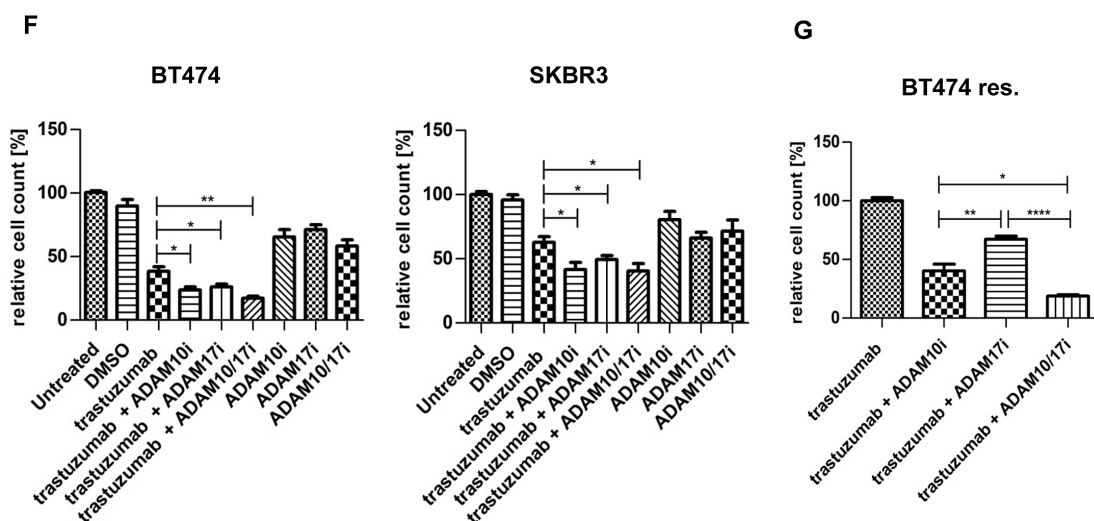 F
BT474
relative cell count [%]
150
100
50
0
**
*
*
Untreated
DMSO
trastuzumab
trastuzumab + ADAM10i
trastuzumab + ADAM17i
trastuzumab + ADAM10/17i
ADAM10i
ADAM17i
ADAM10/17i
SKBR3
relative cell count [%]
150
100
50
0
*
*
*
Untreated
DMSO
trastuzumab
trastuzumab + ADAM10i
trastuzumab + ADAM17i
trastuzumab + ADAM10/17i
ADAM10i
ADAM17i
ADAM10/17i
G
BT474 res.
relative cell count [%]
150
100
50
0
*
**
****
trastuzumab
trastuzumab + ADAM10i
trastuzumab + ADAM17i
trastuzumab + ADAM10/17i